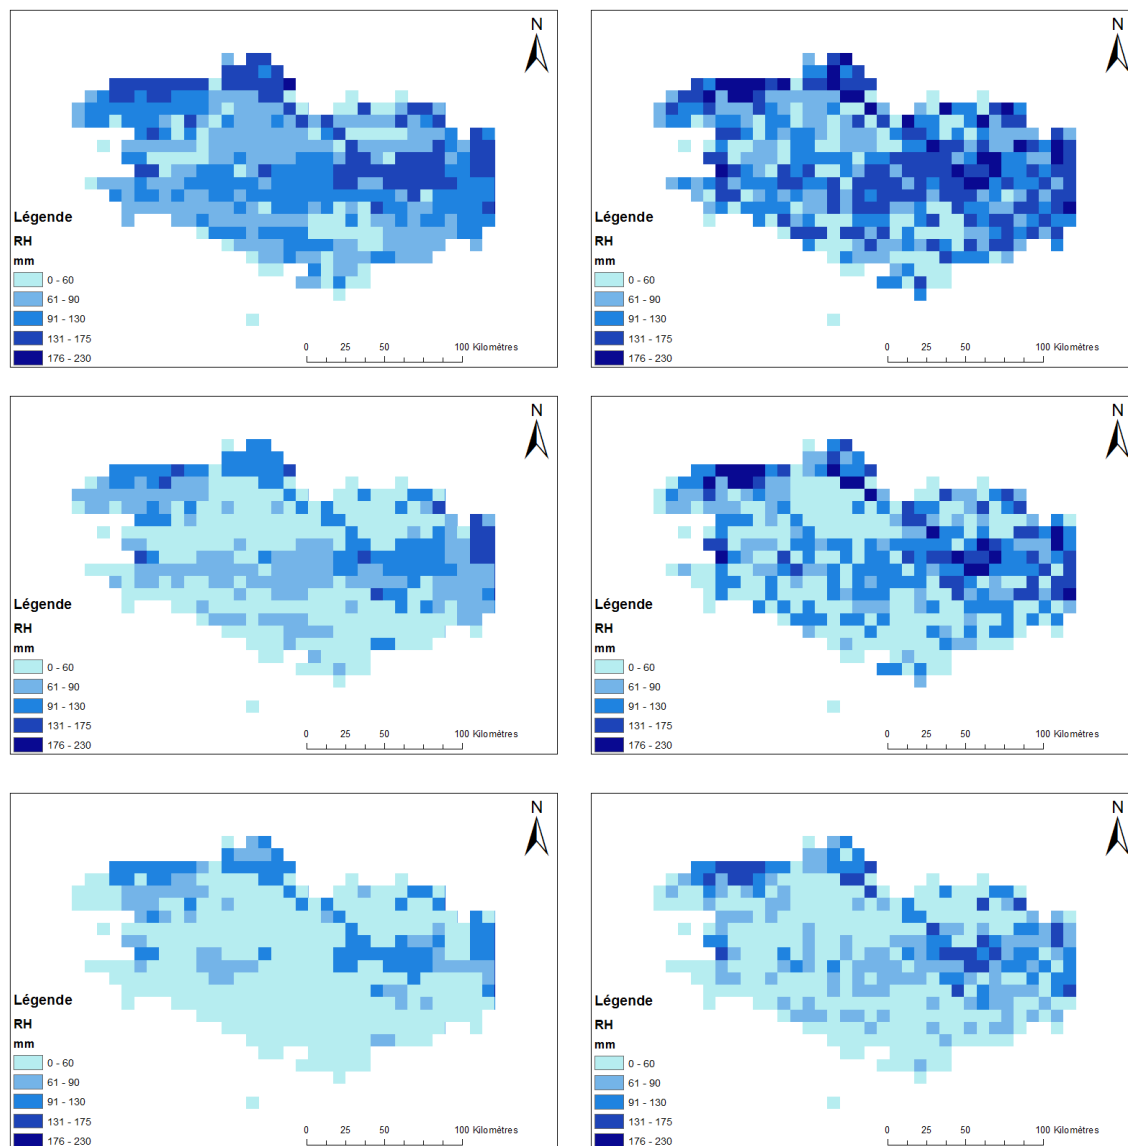 N
Légende
RH
mm
0 - 60
61 - 90
91 - 130
131 - 175
176 - 230
0 50 100 Kilomètres
25
N
Légende
RH
mm
0 - 60
61 - 90
91 - 130
131 - 175
176 - 230
0 25 50 100 Kilomètres
N
Légende
RH
mm
0 - 60
61 - 90
91 - 130
131 - 175
176 - 230
0 25 50 100 Kilomètres
N
Légende
RH
mm
0 - 60
61 - 90
91 - 130
131 - 175
176 - 230
0 25 50 100 Kilomètres
N
Légende
RH
mm
0 - 60
61 - 90
91 - 130
131 - 175
176 - 230
0 25 50 100 Kilomètres
N
Légende
RH
mm
0 - 60
61 - 90
91 - 130
131 - 175
176 - 230
0 25 50 100 Kilomètres